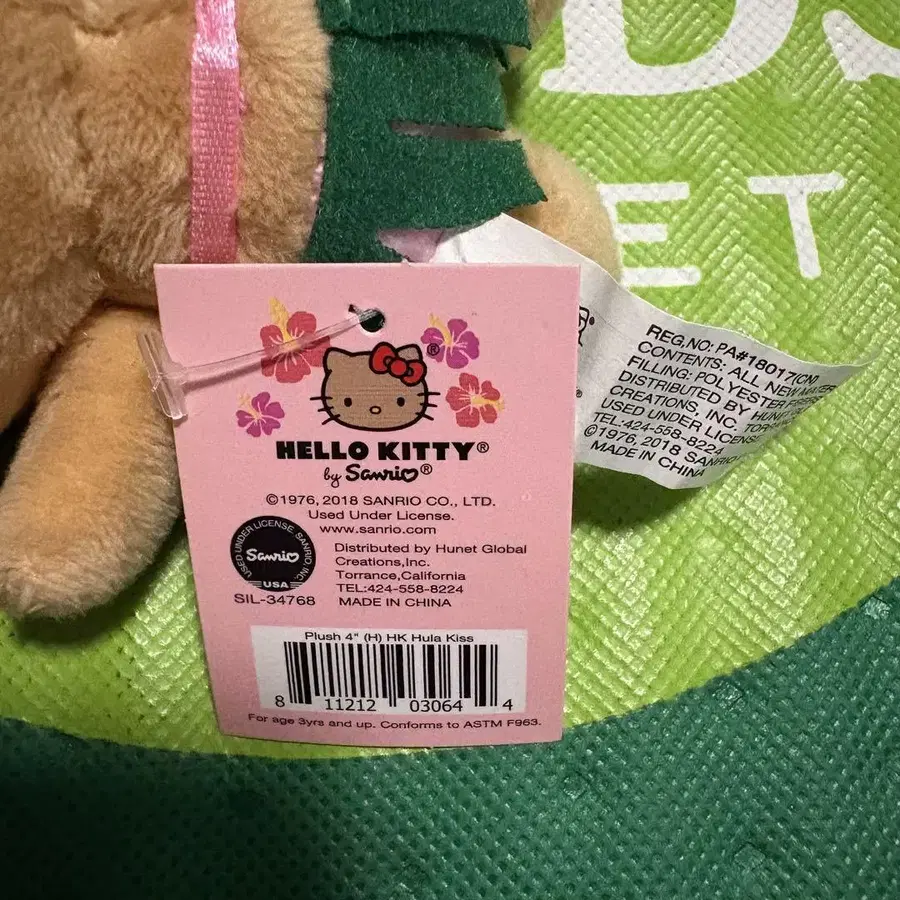 ET
HELLO KITTY®
by Sanrio®
©1976, 2018 SANRIO CO., LTD.
Used Under License.
www.sanrio.com
USED UNDER LICENSE. SANRIO, INC.
Sanrio
USA
SIL-34768
Distributed by Hunet Global
Creations,Inc.
Torrance,California
TEL:424-558-8224
MADE IN CHINA
Plush 4" (H) HK Hula Kiss
8 11212 03064 4
For age 3yrs and up. Conforms to ASTM F963.
REG.NO: PA#18017(CN)
CONTENTS: ALL NEW
FILLING: POLYESTER
DISTRIBUTED BY HUNET
CREATIONS, INC.
USED UNDER LICENSE
TEL:424-558-8224
©1976, 2018 SANRIO
MADE IN CHINA